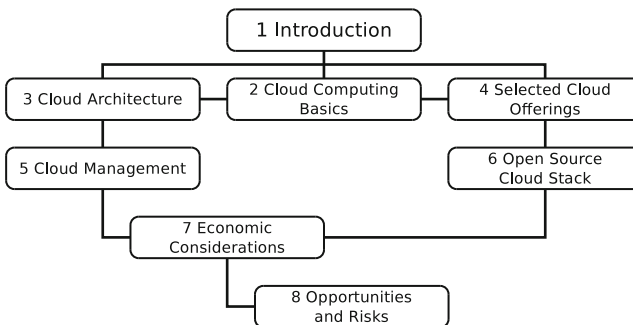 1 Introduction
3 Cloud Architecture
2 Cloud Computing
Basics
4 Selected Cloud
Offerings
5 Cloud Management
6 Open Source
Cloud Stack
7 Economic
Considerations
8 Opportunities
and Risks